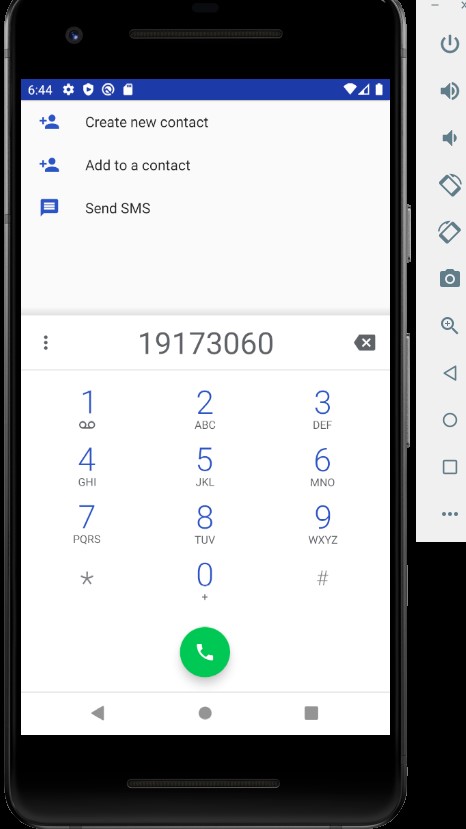 6:44
Create new contact
Add to a contact
Send SMS
19173060
1 2 3
ABC DEF
4 5 6
GHI JKL MNO
7 8 9
PQRS TUV WXYZ
* 0 #
+